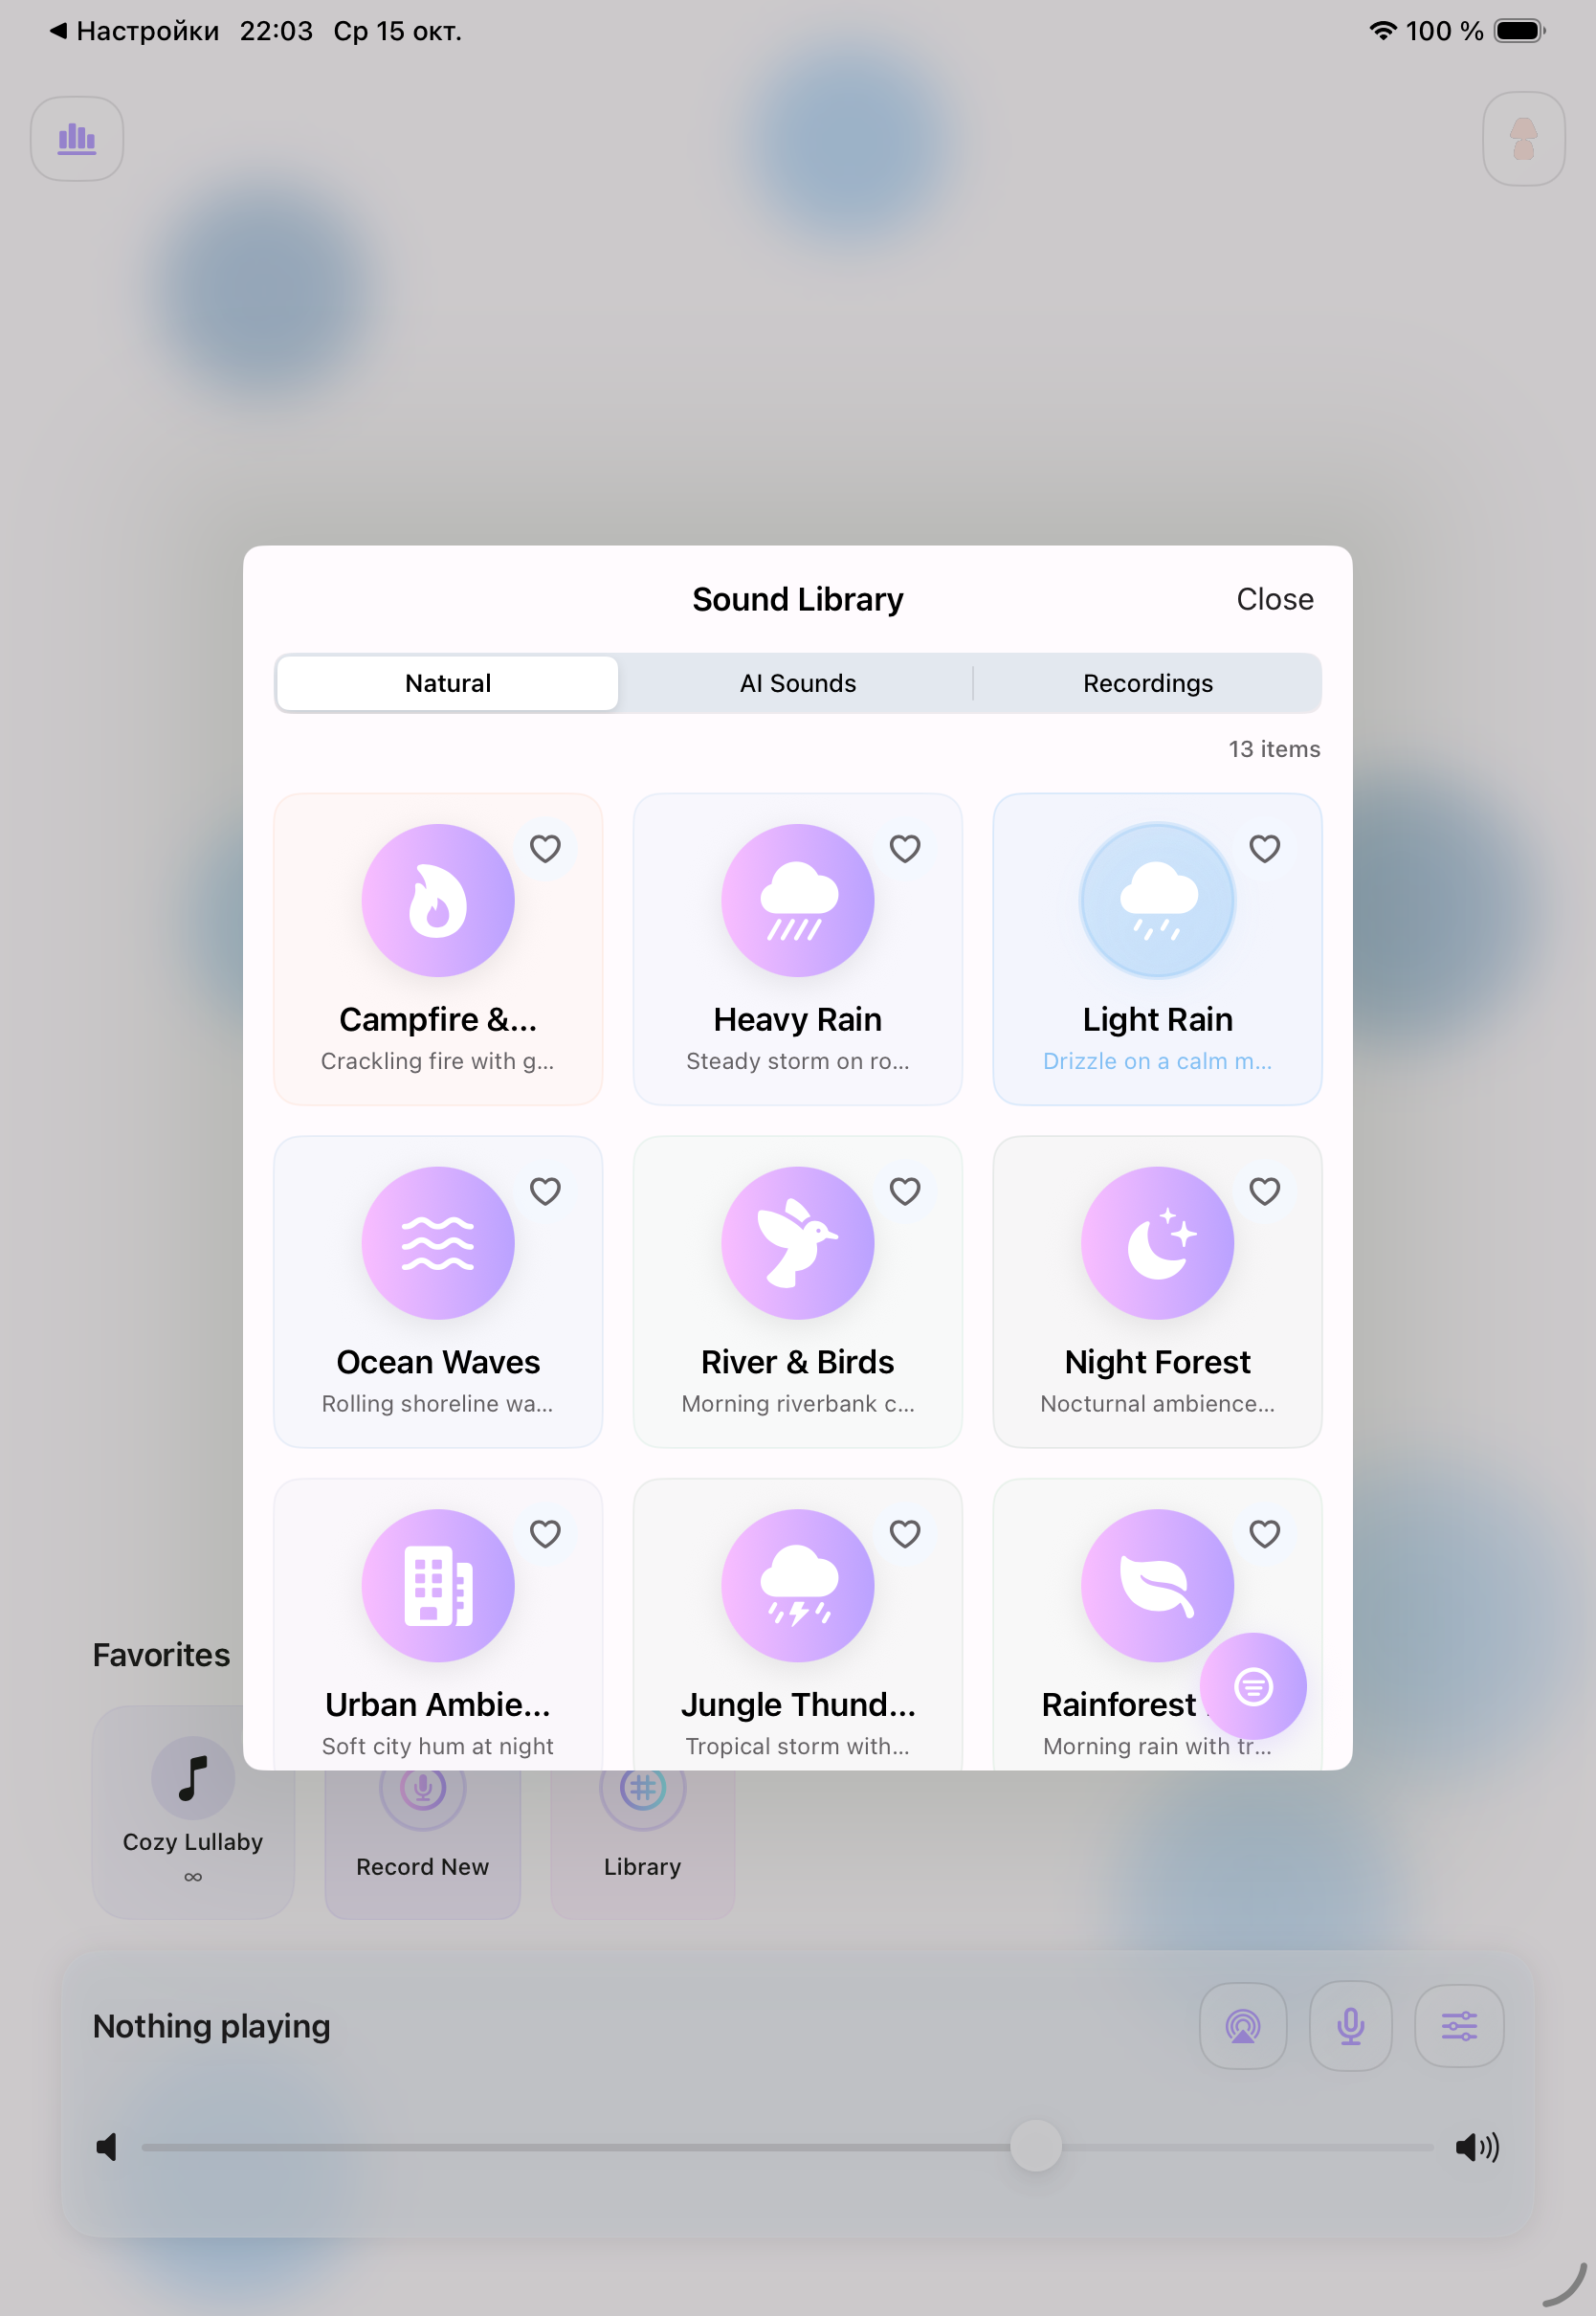 Настройки 22:03 Ср 15 окт. 100 %
Sound Library Close
Natural AI Sounds Recordings
13 items
Campfire &... Heavy Rain Light Rain
Crackling fire with g... Steady storm on ro... Drizzle on a calm m...
Ocean Waves River & Birds Night Forest
Rolling shoreline wa... Morning riverbank c... Nocturnal ambience...
Urban Ambie... Jungle Thund... Rainforest
Soft city hum at night Tropical storm with... Morning rain with tr...
Favorites
Cozy Lullaby Record New Library
∞
Nothing playing